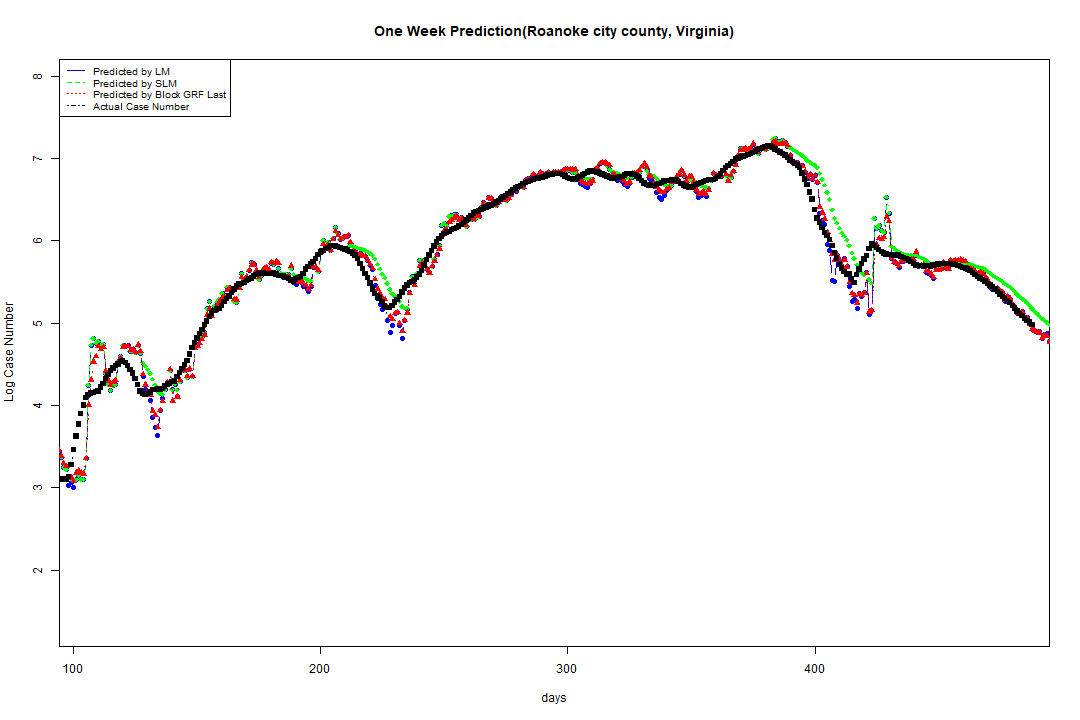 One Week Prediction(Roanoke city county, Virginia)
Predicted by LM
Predicted by SLM
Predicted by Block GRF Last
Actual Case Number
Log Case Number
8
7
6
5
4
3
2
100 200 300 400
days